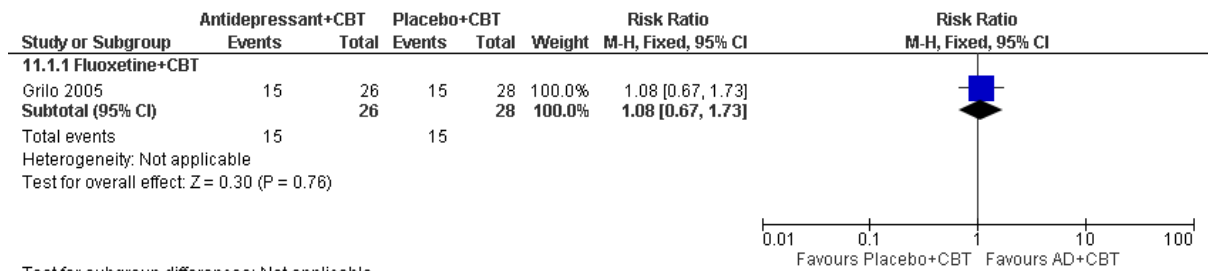 Antidepressant+CBT Placebo+CBT Risk Ratio Risk Ratio
Study or Subgroup Events Total Events Total Weight M-H, Fixed, 95% CI M-H, Fixed, 95% CI
11.1.1 Fluoxetine+CBT
Grilo 2005 15 26 15 28 100.0% 1.08 [0.67, 1.73]
Subtotal (95% CI) 26 28 100.0% 1.08 [0.67, 1.73]
Total events 15 15
Heterogeneity: Not applicable
Test for overall effect: Z = 0.30 (P = 0.76)
0.01 0.1 1 10 100
Favours Placebo+CBT Favours AD+CBT
Test for subgroup differences: Not applicable